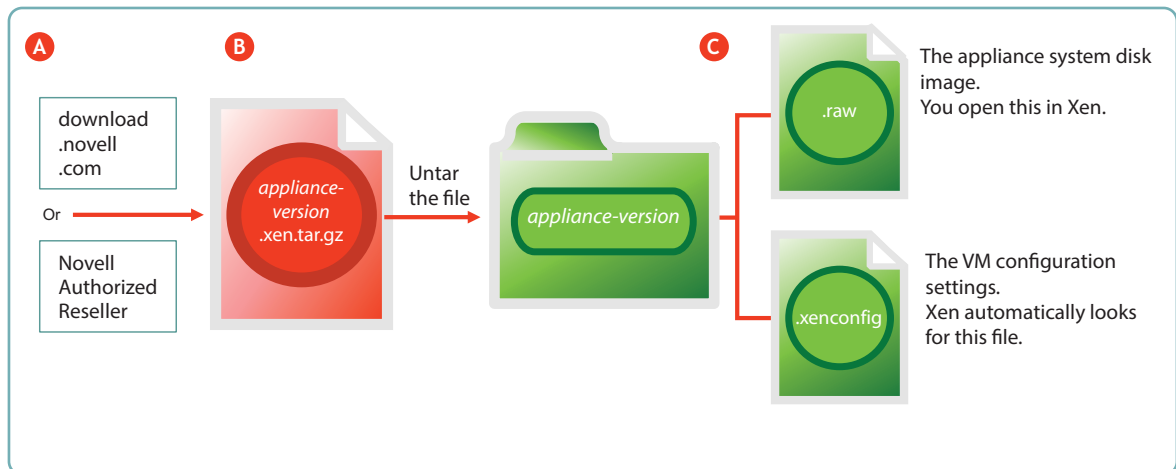 A
download
.novell
.com
Or
Novell
Authorized
Reseller
B
appliance-
version
.xen.tar.gz
Untar
the file
appliance-version
C
.raw
The appliance system disk
image.
You open this in Xen.
.xenconfig
The VM configuration
settings.
Xen automatically looks
for this file.